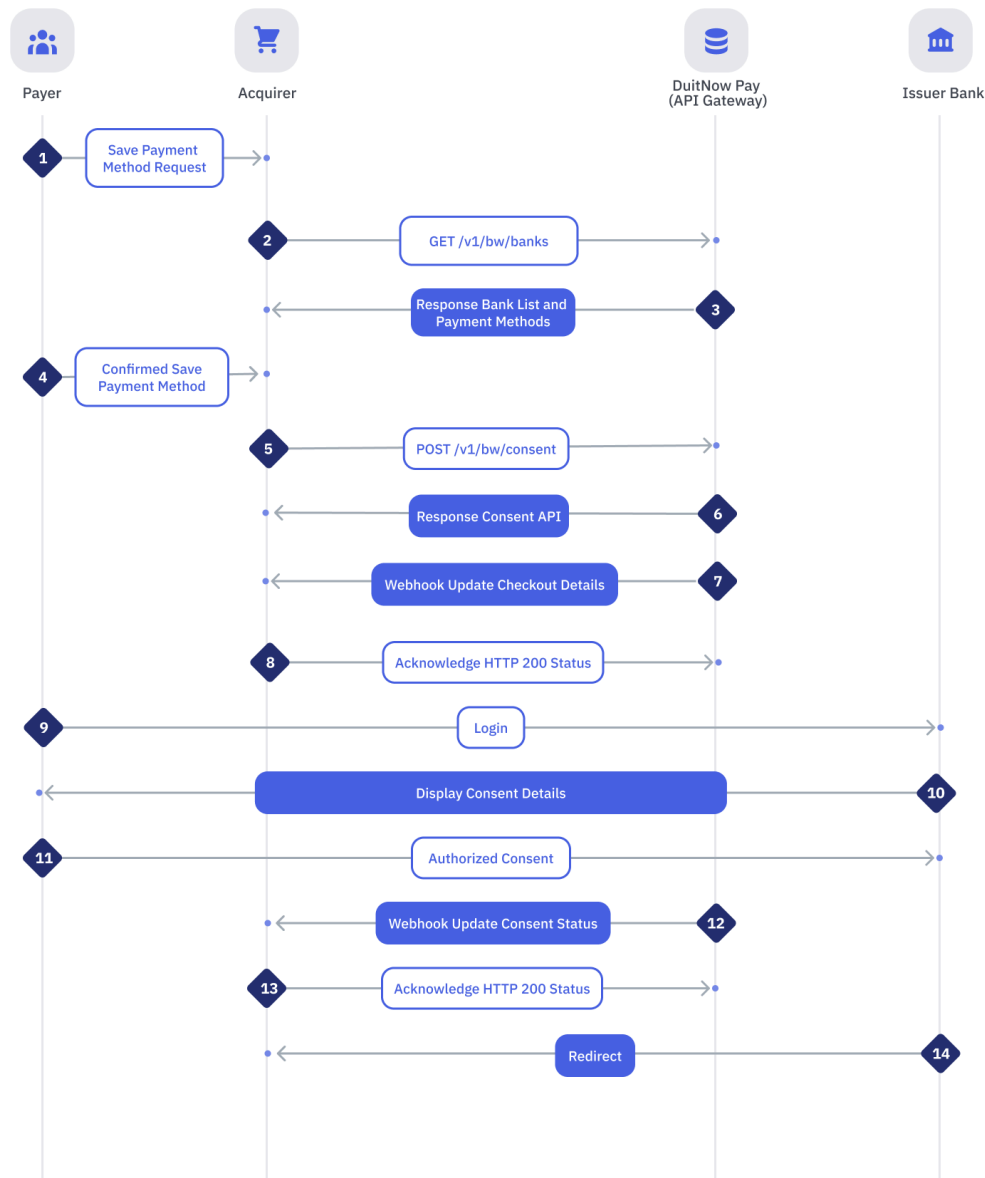 Payer
Acquirer
DuitNow Pay
(API Gateway)
Issuer Bank
1
Save Payment
Method Request
2
GET /v1/bw/banks
Response Bank List and
Payment Methods
3
4
Confirmed Save
Payment Method
5
POST /v1/bw/consent
Response Consent API
6
Webhook Update Checkout Details
7
8
Acknowledge HTTP 200 Status
9
Login
Display Consent Details
10
11
Authorized Consent
Webhook Update Consent Status
12
13
Acknowledge HTTP 200 Status
Redirect
14